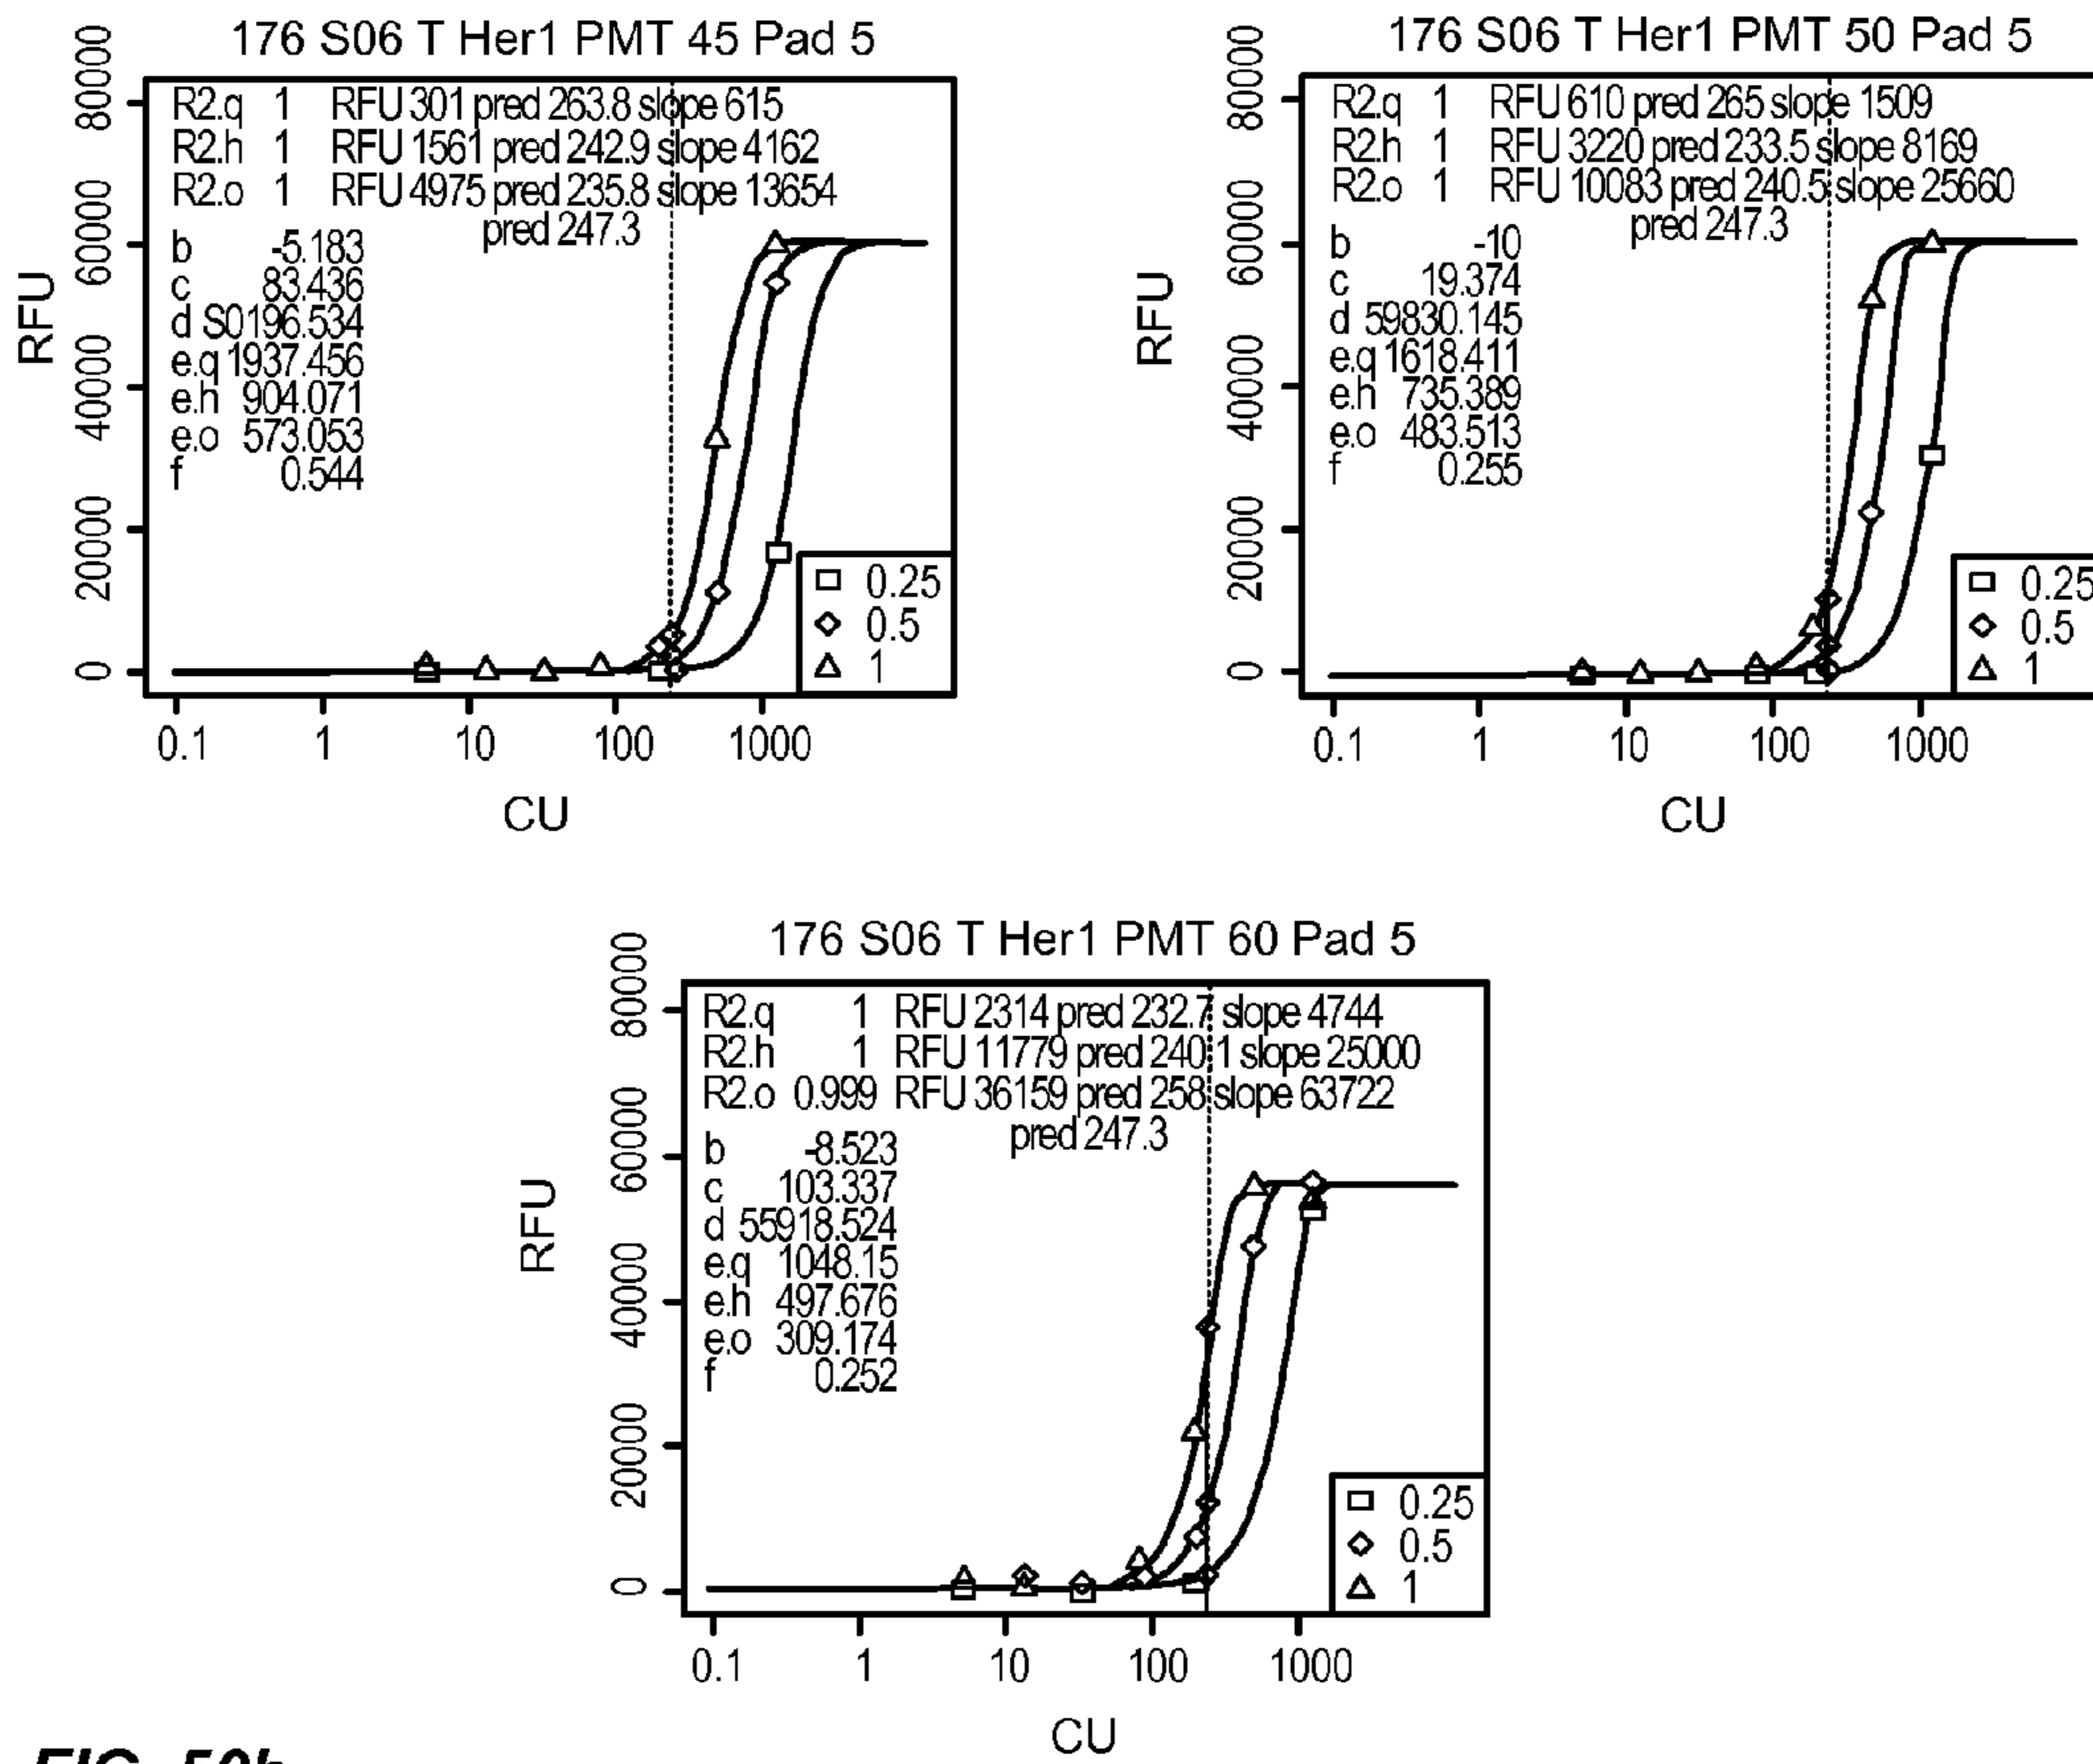 176 S06 T Her1 PMT 45 Pad 5
R2.q 1 RFU 301 pred 263.8 slope 615
R2.h 1 RFU 1561 pred 242.9 slope 4162
R2.o 1 RFU 4975 pred 235.8 slope 13654
pred 247.3
b -5.183
c 83.436
d S0196.534
e.q 1937.456
e.h 904.071
e.o 573.053
f 0.544
RFU
80000
60000
40000
20000
0
0.25
0.5
1
0.1 1 10 100 1000
CU
176 S06 T Her1 PMT 50 Pad 5
R2.q 1 RFU 610 pred 265 slope 1509
R2.h 1 RFU 3220 pred 233.5 slope 8169
R2.o 1 RFU 10083 pred 240.5 slope 25660
pred 247.3
b -10
c 19.374
d 59830.145
e.q 1618.411
e.h 735.389
e.o 483.513
f 0.255
RFU
80000
60000
40000
20000
0
0.25
0.5
1
0.1 1 10 100 1000
CU
176 S06 T Her1 PMT 60 Pad 5
R2.q 1 RFU 2314 pred 232.7 slope 4744
R2.h 1 RFU 11779 pred 240 1 slope 25000
R2.o 0.999 RFU 36159 pred 258 slope 63722
pred 247.3
b -8.523
c 103.337
d 55918.524
e.q 1048.15
e.h 497.676
e.o 309.174
f 0.252
RFU
80000
60000
40000
20000
0
0.25
0.5
1
0.1 1 10 100 1000
CU